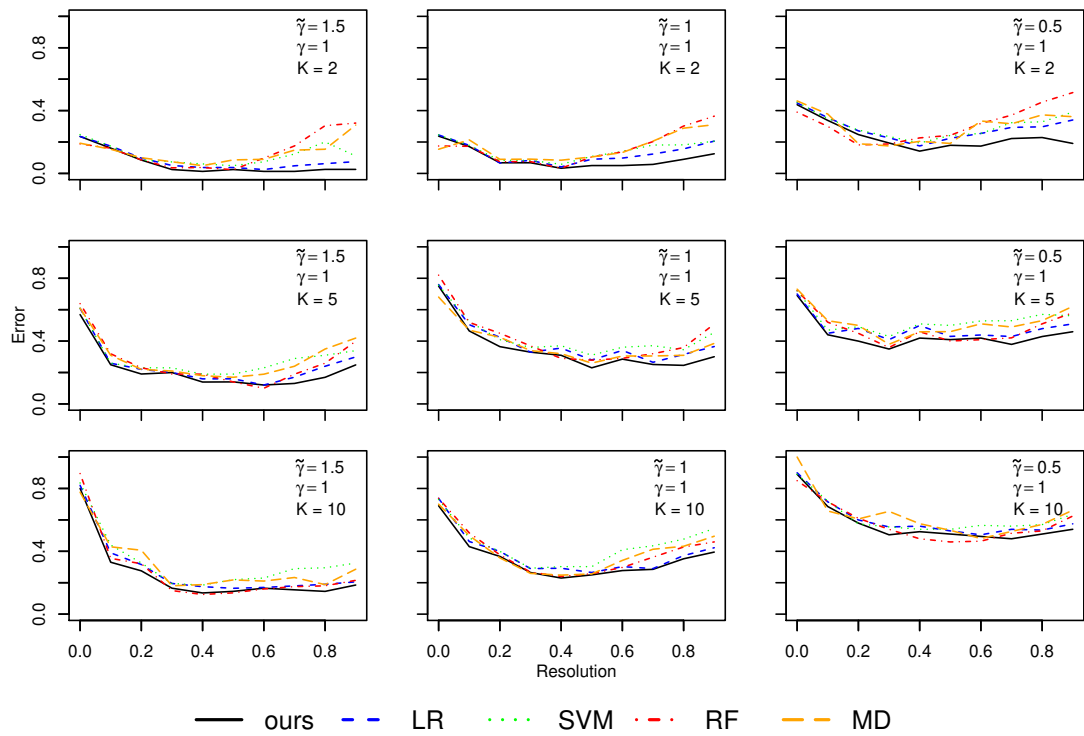 γ̃ = 1.5
γ = 1
K = 2
γ̃ = 1
γ = 1
K = 2
γ̃ = 0.5
γ = 1
K = 2
0.0 0.4 0.8
γ̃ = 1.5
γ = 1
K = 5
γ̃ = 1
γ = 1
K = 5
γ̃ = 0.5
γ = 1
K = 5
0.0 0.4 0.8
Error
γ̃ = 1.5
γ = 1
K = 10
γ̃ = 1
γ = 1
K = 10
γ̃ = 0.5
γ = 1
K = 10
0.0 0.4 0.8
0.0 0.2 0.4 0.6 0.8
0.0 0.2 0.4 0.6 0.8
0.0 0.2 0.4 0.6 0.8
Resolution
ours LR SVM RF MD